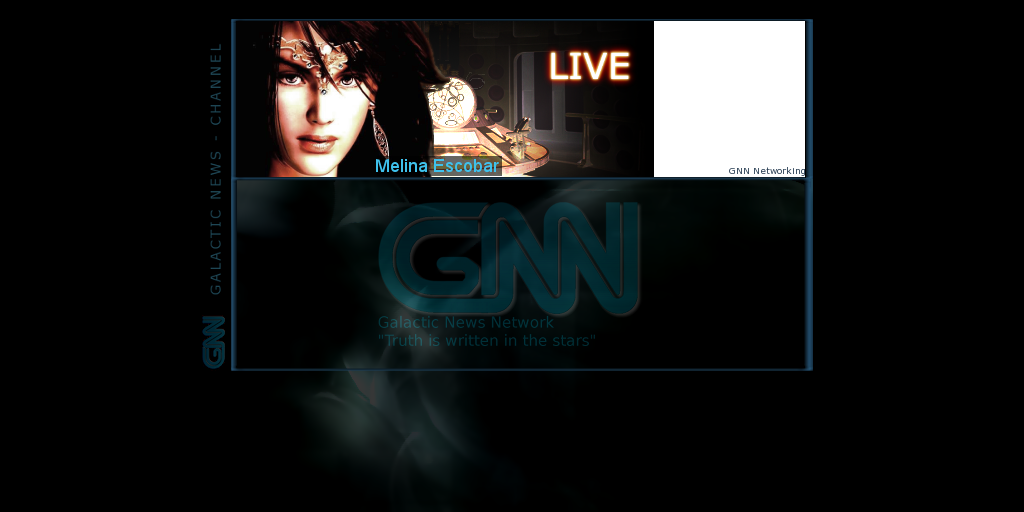 LIVE
Melina Escobar
GNN Networking
GALACTIC NEWS - CHANNEL
GNN
GNN
Galactic News Network
"Truth is written in the stars"